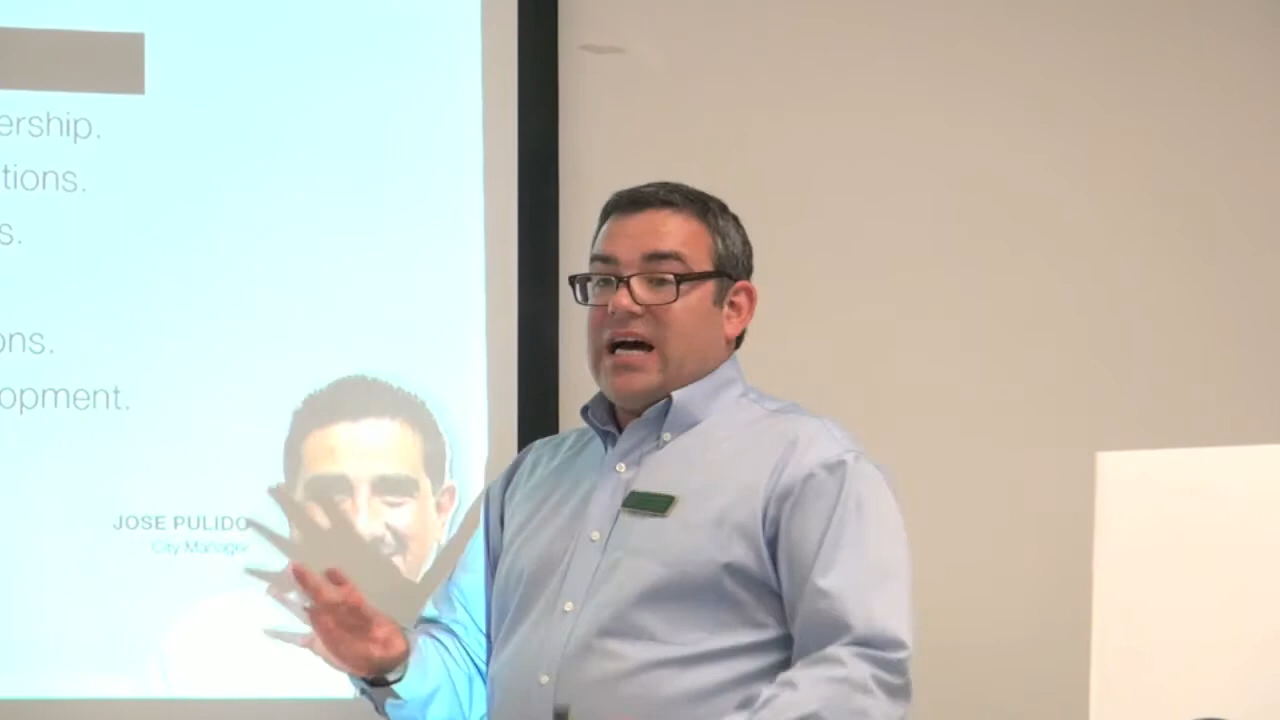 ership.
tions.
s.
ons.
opment.
JOSE PULIDO
City Manager